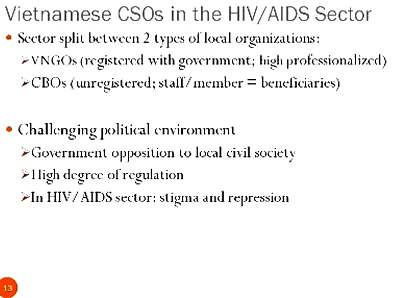 Vietnamese CSOs in the HIV/AIDS Sector
Sector split between 2 types of local organizations:
VNGOs (registered with government; high professionalized)
CBOs (unregistered; staff/member = beneficiaries)
Challenging political environment
Government opposition to local civil society
High degree of regulation
In HIV/AIDS sector: stigma and repression
13